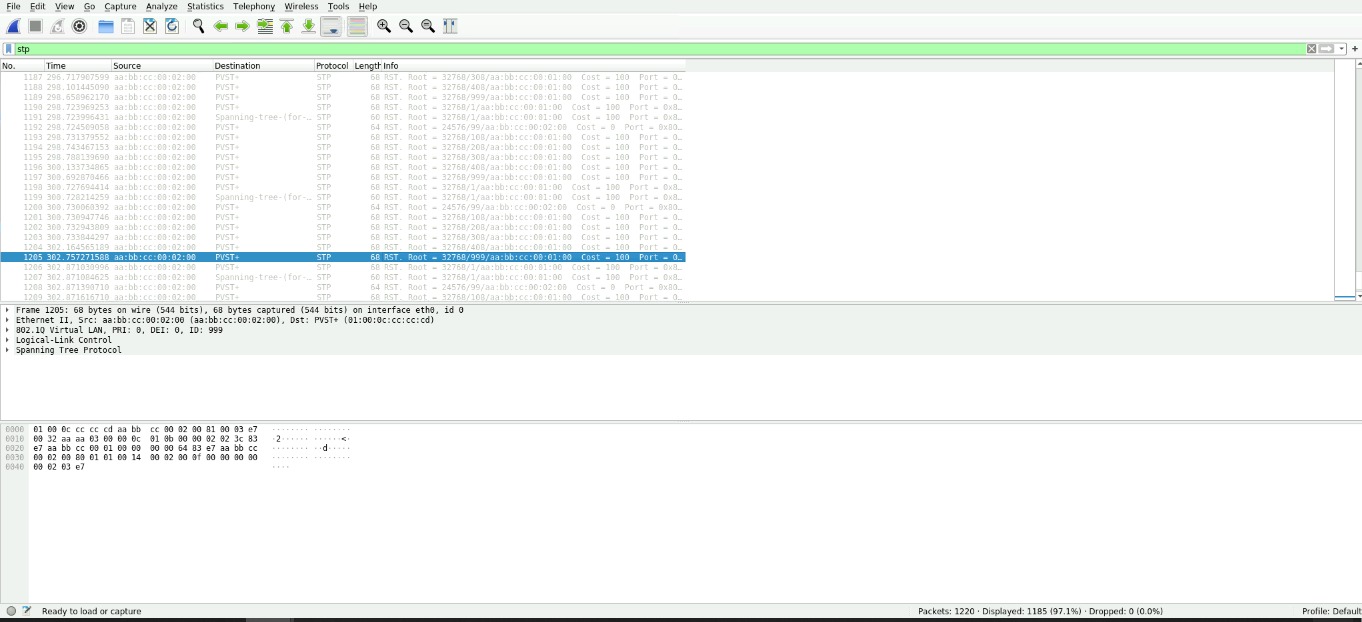 File Edit View Go Capture Analyze Statistics Telephony Wireless Tools Help
stp
No. Time Source Destination Protocol Length Info
1187 296.717907599 aa:bb:cc:00:02:00 PVST+ STP 68 RST. Root = 32768/308/aa:bb:cc:00:01:00 Cost = 100 Port = 0…
1188 298.101445090 aa:bb:cc:00:02:00 PVST+ STP 68 RST. Root = 32768/408/aa:bb:cc:00:01:00 Cost = 100 Port = 0…
1189 298.658962170 aa:bb:cc:00:02:00 PVST+ STP 68 RST. Root = 32768/999/aa:bb:cc:00:01:00 Cost = 100 Port = 0…
1190 298.723969253 aa:bb:cc:00:02:00 PVST+ STP 68 RST. Root = 32768/1/aa:bb:cc:00:01:00 Cost = 100 Port = 0x8…
1191 298.723996431 aa:bb:cc:00:02:00 Spanning-tree-(for-… STP 60 RST. Root = 32768/1/aa:bb:cc:00:01:00 Cost = 100 Port = 0x8…
1192 298.724509058 aa:bb:cc:00:02:00 PVST+ STP 64 RST. Root = 24576/99/aa:bb:cc:00:02:00 Cost = 0 Port = 0x80…
1193 298.731379552 aa:bb:cc:00:02:00 PVST+ STP 68 RST. Root = 32768/108/aa:bb:cc:00:01:00 Cost = 100 Port = 0…
1194 298.743467153 aa:bb:cc:00:02:00 PVST+ STP 68 RST. Root = 32768/208/aa:bb:cc:00:01:00 Cost = 100 Port = 0…
1195 298.788139690 aa:bb:cc:00:02:00 PVST+ STP 68 RST. Root = 32768/308/aa:bb:cc:00:01:00 Cost = 100 Port = 0…
1196 300.133734865 aa:bb:cc:00:02:00 PVST+ STP 68 RST. Root = 32768/408/aa:bb:cc:00:01:00 Cost = 100 Port = 0…
1197 300.692870466 aa:bb:cc:00:02:00 PVST+ STP 68 RST. Root = 32768/999/aa:bb:cc:00:01:00 Cost = 100 Port = 0…
1198 300.727694414 aa:bb:cc:00:02:00 PVST+ STP 68 RST. Root = 32768/1/aa:bb:cc:00:01:00 Cost = 100 Port = 0x8…
1199 300.728214259 aa:bb:cc:00:02:00 Spanning-tree-(for-… STP 60 RST. Root = 32768/1/aa:bb:cc:00:01:00 Cost = 100 Port = 0x8…
1200 300.730060392 aa:bb:cc:00:02:00 PVST+ STP 64 RST. Root = 24576/99/aa:bb:cc:00:02:00 Cost = 0 Port = 0x80…
1201 300.730947746 aa:bb:cc:00:02:00 PVST+ STP 68 RST. Root = 32768/108/aa:bb:cc:00:01:00 Cost = 100 Port = 0…
1202 300.732943809 aa:bb:cc:00:02:00 PVST+ STP 68 RST. Root = 32768/208/aa:bb:cc:00:01:00 Cost = 100 Port = 0…
1203 300.733844297 aa:bb:cc:00:02:00 PVST+ STP 68 RST. Root = 32768/308/aa:bb:cc:00:01:00 Cost = 100 Port = 0…
1204 302.164565189 aa:bb:cc:00:02:00 PVST+ STP 68 RST. Root = 32768/408/aa:bb:cc:00:01:00 Cost = 100 Port = 0…
1205 302.757271588 aa:bb:cc:00:02:00 PVST+ STP 68 RST. Root = 32768/999/aa:bb:cc:00:01:00 Cost = 100 Port = 0…
1206 302.871030996 aa:bb:cc:00:02:00 PVST+ STP 68 RST. Root = 32768/1/aa:bb:cc:00:01:00 Cost = 100 Port = 0x8…
1207 302.871084625 aa:bb:cc:00:02:00 Spanning-tree-(for-… STP 60 RST. Root = 32768/1/aa:bb:cc:00:01:00 Cost = 100 Port = 0x8…
1208 302.871390710 aa:bb:cc:00:02:00 PVST+ STP 64 RST. Root = 24576/99/aa:bb:cc:00:02:00 Cost = 0 Port = 0x80…
1209 302.871616710 aa:bb:cc:00:02:00 PVST+ STP 68 RST. Root = 32768/108/aa:bb:cc:00:01:00 Cost = 100 Port = 0…
Frame 1205: 68 bytes on wire (544 bits), 68 bytes captured (544 bits) on interface eth0, id 0
Ethernet II, Src: aa:bb:cc:00:02:00 (aa:bb:cc:00:02:00), Dst: PVST+ (01:00:0c:cc:cc:cd)
802.1Q Virtual LAN, PRI: 0, DEI: 0, ID: 999
Logical-Link Control
Spanning Tree Protocol
0000 01 00 0c cc cc cd aa bb cc 00 02 00 81 00 03 e7 ········ ········
0010 00 32 aa aa 03 00 00 0c 01 0b 00 00 02 02 3c 83 ·2······ ······<·
0020 e7 aa bb cc 00 01 00 00 00 00 64 83 e7 aa bb cc ········ ··d·····
0030 00 02 00 80 01 01 00 14 00 02 00 0f 00 00 00 00 ········ ········
0040 00 02 03 e7 ····
Ready to load or capture Packets: 1220 · Displayed: 1185 (97.1%) · Dropped: 0 (0.0%) Profile: Default